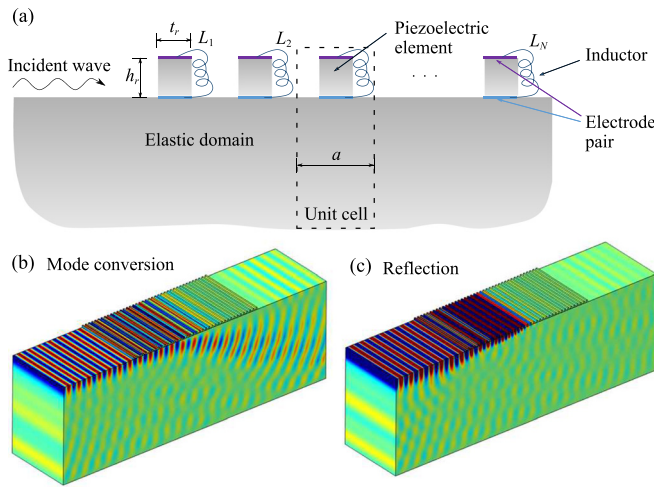 (a)
t_r
L_1
L_2
Piezoelectric
element
L_N
Inductor
Incident wave
h_r
. . .
Electrode
pair
Elastic domain
a
Unit cell
(b) Mode conversion
(c) Reflection